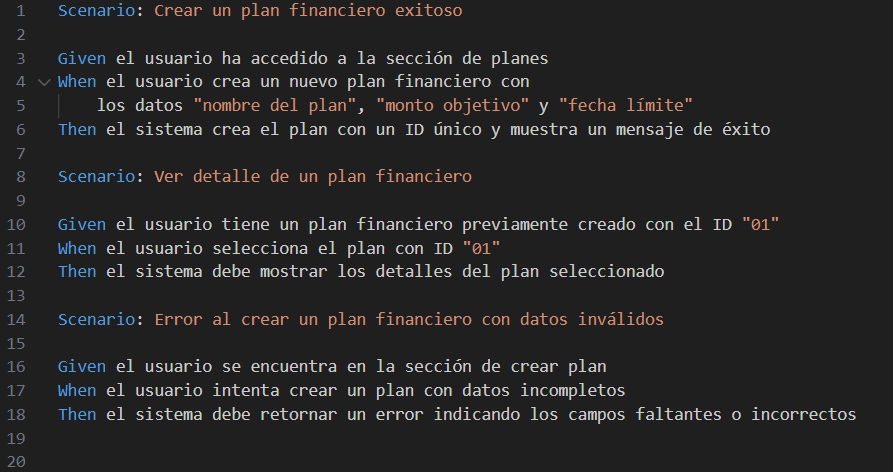 1 Scenario: Crear un plan financiero exitoso
2
3 Given el usuario ha accedido a la sección de planes
4 When el usuario crea un nuevo plan financiero con
5 los datos "nombre del plan", "monto objetivo" y "fecha límite"
6 Then el sistema crea el plan con un ID único y muestra un mensaje de éxito
7
8 Scenario: Ver detalle de un plan financiero
9
10 Given el usuario tiene un plan financiero previamente creado con el ID "01"
11 When el usuario selecciona el plan con ID "01"
12 Then el sistema debe mostrar los detalles del plan seleccionado
13
14 Scenario: Error al crear un plan financiero con datos inválidos
15
16 Given el usuario se encuentra en la sección de crear plan
17 When el usuario intenta crear un plan con datos incompletos
18 Then el sistema debe retornar un error indicando los campos faltantes o incorrectos
19
20